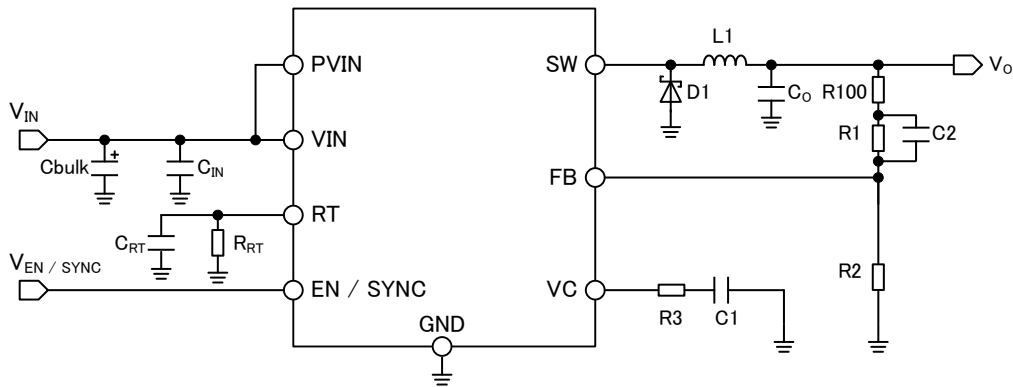 L1
PVIN
SW
V_O
D1
C_O
R100
V_IN
VIN
R1
C2
Cbulk
+
C_IN
FB
RT
C_RT
R_RT
V_EN / SYNC
EN / SYNC
VC
R2
R3
C1
GND